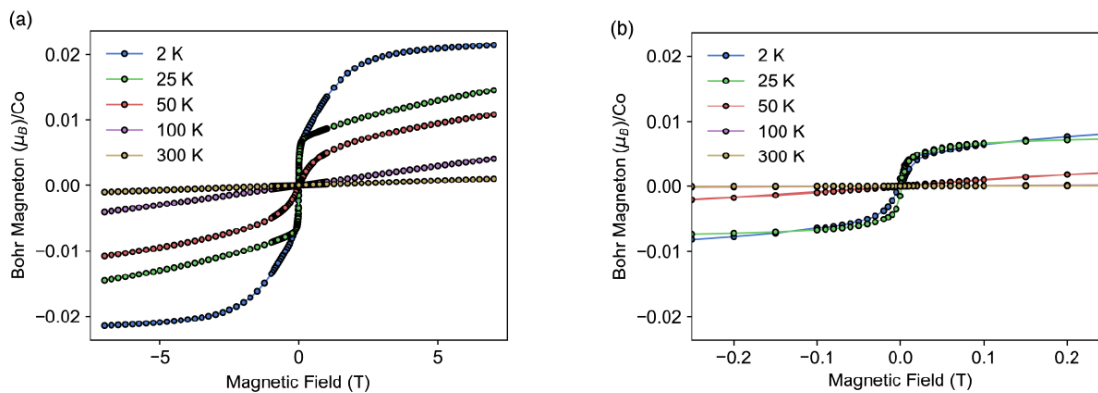 (a)
0.02
0.01
0.00
−0.01
−0.02
Bohr Magneton (μB)/Co
2 K
25 K
50 K
100 K
300 K
−5
0
5
Magnetic Field (T)
(b)
0.02
0.01
0.00
−0.01
−0.02
Bohr Magneton (μB)/Co
2 K
25 K
50 K
100 K
300 K
−0.2
−0.1
0.0
0.1
0.2
Magnetic Field (T)